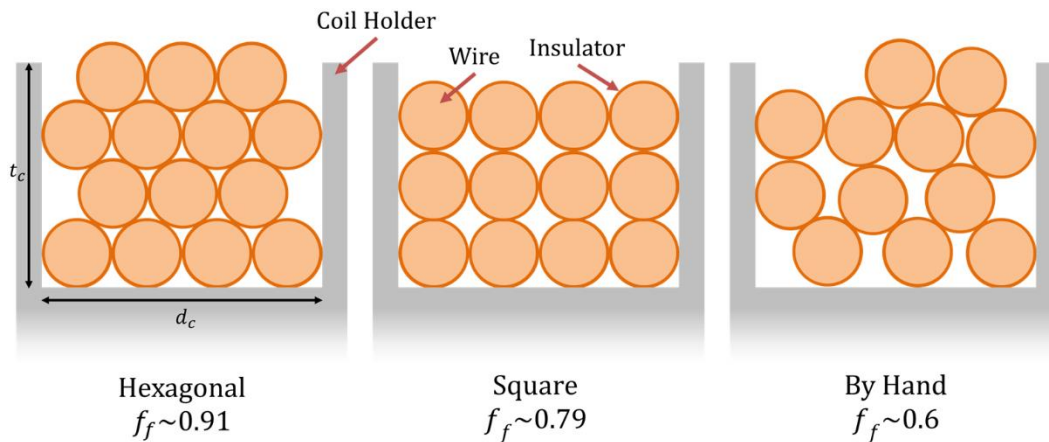 Coil Holder
Wire
Insulator
t_c
d_c
Hexagonal
f_f~0.91
Square
f_f~0.79
By Hand
f_f~0.6